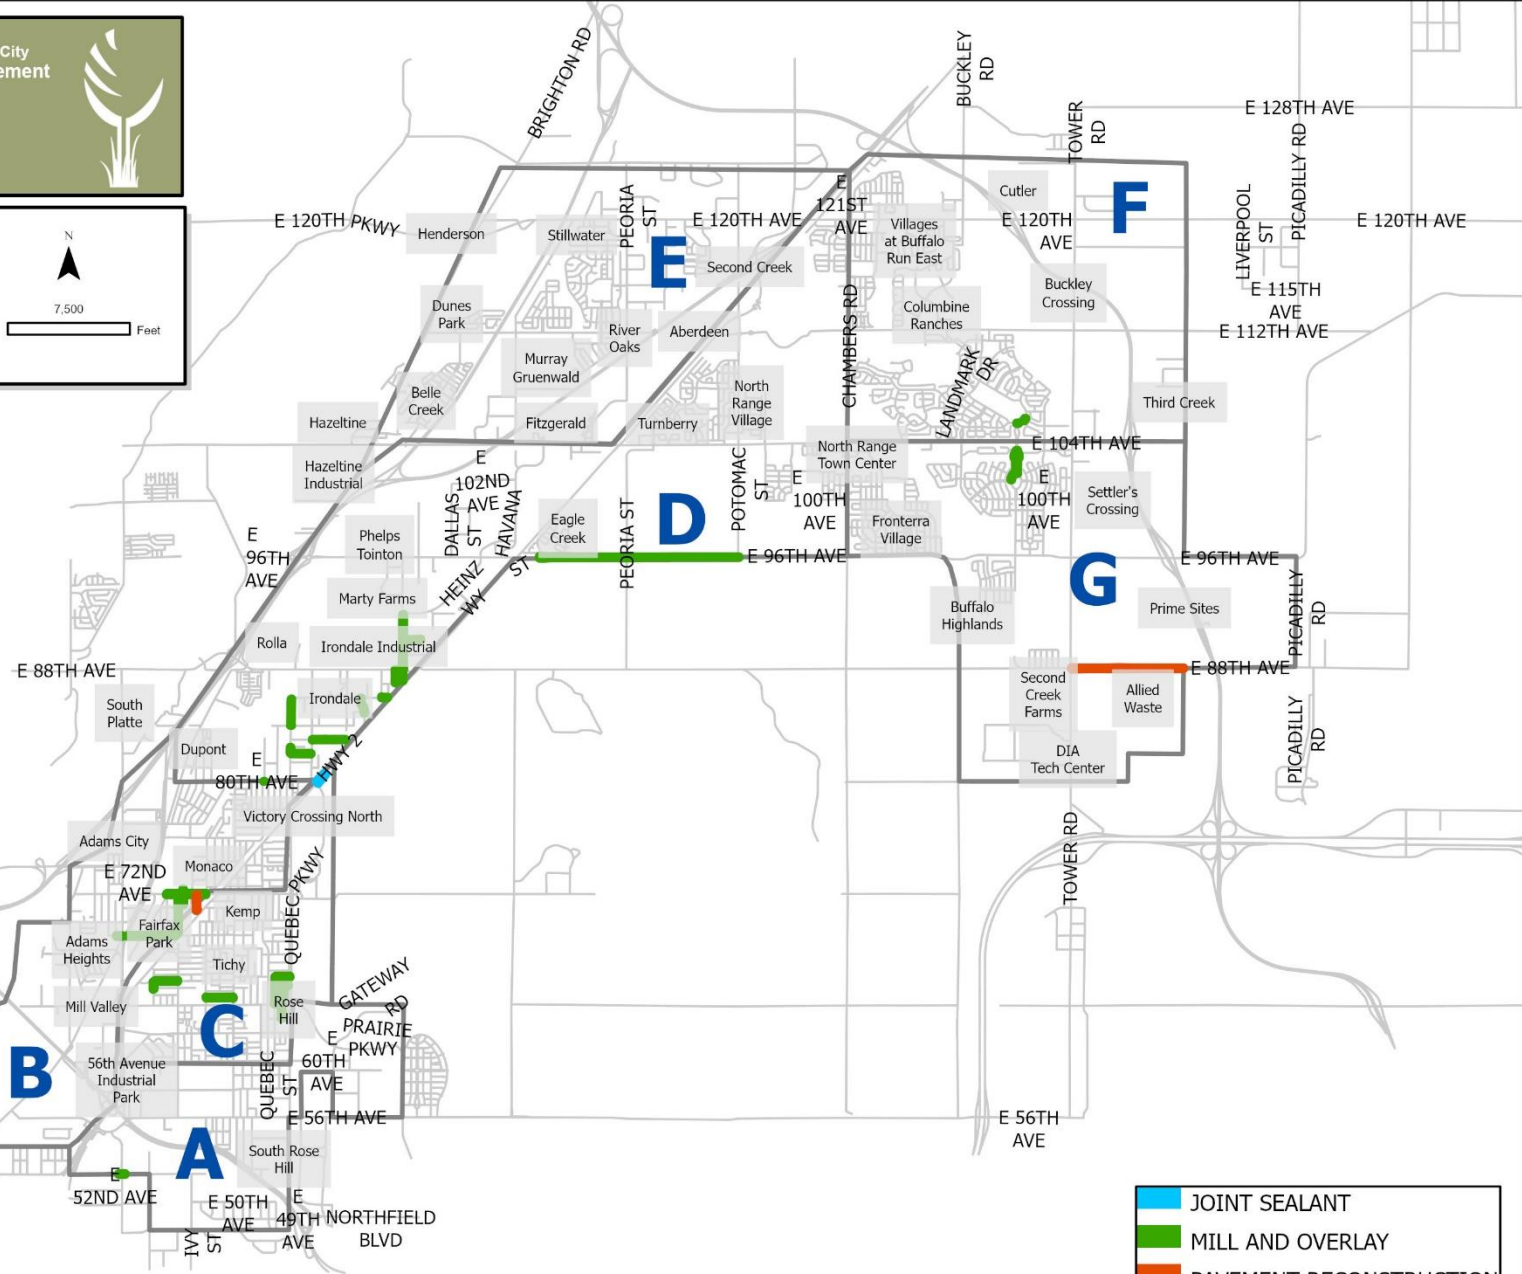 City
ement
N
7,500
Feet
BRIGHTON RD
BUCKLEY
RD
TOWER
RD
E 128TH AVE
PICADILLY RD
LIVERPOOL
ST
E 120TH PKWY
Henderson
Stillwater
PEORIA
ST
E 120TH AVE
E
121ST
AVE
Villages
at Buffalo
Run East
Cutler
E 120TH
AVE
F
E 120TH AVE
E
Second Creek
Buckley
Crossing
E 115TH
AVE
E 112TH AVE
Dunes
Park
River
Oaks
Aberdeen
CHAMBERS RD
Columbine
Ranches
Murray
Gruenwald
LANDMARK
DR
Belle
Creek
North
Range
Village
Third Creek
Hazeltine
Fitzgerald
Turnberry
North Range
Town Center
E 104TH AVE
Hazeltine
Industrial
E
102ND
AVE
DALLAS
ST
HAVANA
ST
POTOMAC
ST
E
100TH
AVE
E
100TH
AVE
Settler's
Crossing
Eagle
Creek
PEORIA ST
D
Fronterra
Village
E
96TH
AVE
Phelps
Tointon
E 96TH AVE
E 96TH AVE
HEINZ
WY
G
Marty Farms
Buffalo
Highlands
Prime Sites
PICADILLY
RD
Rolla
Irondale Industrial
E 88TH AVE
E 88TH AVE
South
Platte
Irondale
Second
Creek
Farms
Allied
Waste
PICADILLY
RD
Dupont
E
80TH AVE
HWY 2
DIA
Tech Center
Victory Crossing North
Adams City
TOWER RD
E 72ND
AVE
Monaco
QUEBEC PKWY
Kemp
Fairfax
Park
Adams
Heights
Tichy
GATEWAY
RD
Mill Valley
Rose
Hill
C
E
PRAIRIE
PKWY
60TH
AVE
B
56th Avenue
Industrial
Park
QUEBEC
ST
E 56TH AVE
E 56TH
AVE
A
South Rose
Hill
E
52ND AVE
E 50TH
AVE
IVY
ST
E
49TH
AVE
NORTHFIELD
BLVD
JOINT SEALANT
MILL AND OVERLAY
PAVEMENT RECONSTRUCTION